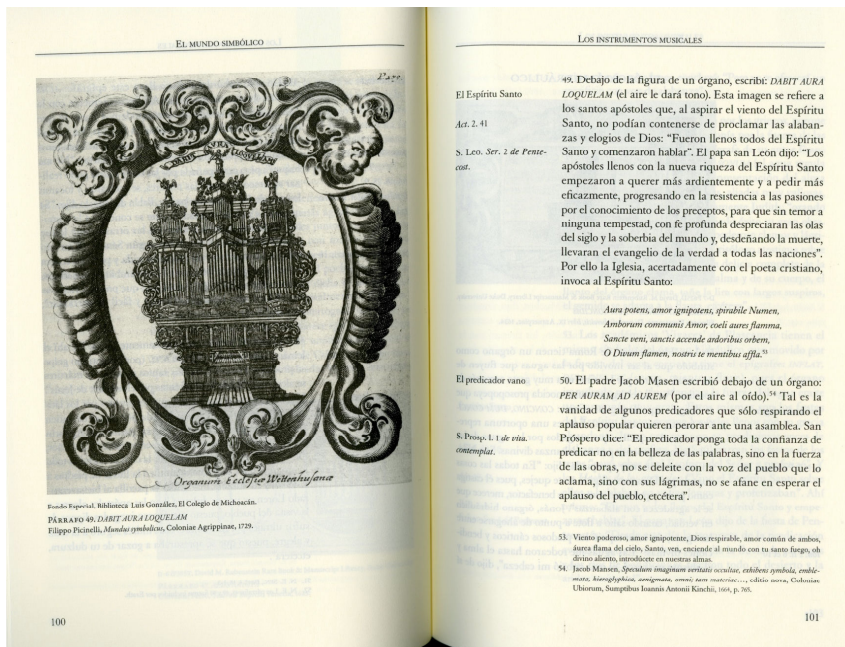 EL MUNDO SIMBÓLICO
DABIT AURA LOQUELAM
Organum Ecclesiæ Wettenhusanæ
Fondo Especial, Biblioteca Luis González, El Colegio de Michoacán.
PÁRRAFO 49. DABIT AURA LOQUELAM
Filippo Picinelli, Mundus symbolicus, Coloniae Agrippinae, 1729.
100
LOS INSTRUMENTOS MUSICALES
El Espíritu Santo
Act. 2. 41
S. Leo. Ser. 2 de Pente-
cost.
49. Debajo de la figura de un órgano, escribí: DABIT AURA
LOQUELAM (el aire le dará tono). Esta imagen se refiere a
los santos apóstoles que, al aspirar el viento del Espíritu
Santo, no podían contenerse de proclamar las alaban-
zas y elogios de Dios: “Fueron llenos todos del Espíritu
Santo y comenzaron hablar”. El papa san León dijo: “Los
apóstoles llenos con la nueva riqueza del Espíritu Santo
empezaron a querer más ardientemente y a pedir más
eficazmente, progresando en la resistencia a las pasiones
por el conocimiento de los preceptos, para que sin temor a
ninguna tempestad, con fe profunda despreciaran las olas
del siglo y la soberbia del mundo y, desdeñando la muerte,
llevaran el evangelio de la verdad a todas las naciones”.
Por ello la Iglesia, acertadamente con el poeta cristiano,
invoca al Espíritu Santo:
Aura potens, amor ignipotens, spirabile Numen,
Amborum communis Amor, coeli aures flamma,
Sancte veni, sanctis accende ardoribus orbem,
O Divum flamen, nostris te mentibus affla.53
El predicador vano
S. Prosp. l. 1 de vita.
contemplat.
50. El padre Jacob Masen escribió debajo de un órgano:
PER AURAM AD AUREM (por el aire al oído).54 Tal es la
vanidad de algunos predicadores que sólo respirando el
aplauso popular quieren perorar ante una asamblea. San
Próspero dice: “El predicador ponga toda la confianza de
predicar no en la belleza de las palabras, sino en la fuerza
de las obras, no se deleite con la voz del pueblo que lo
aclama, sino con sus lágrimas, no se afane en esperar el
aplauso del pueblo, etcétera”.
53. Viento poderoso, amor ignipotente, Dios respirable, amor común de ambos,
áurea flama del cielo, Santo, ven, enciende al mundo con tu santo fuego, oh
divino aliento, introdúcete en nuestras almas.
54. Jacob Mansen, Speculum imaginum veritatis occultae, exhibens symbola, emble-
mata, hieroglyphica, aenigmata, omni; tam materiae..., editio nova, Coloniae
Ubiorum, Sumptibus Ioannis Antonii Kinchii, 1664, p. 765.
101